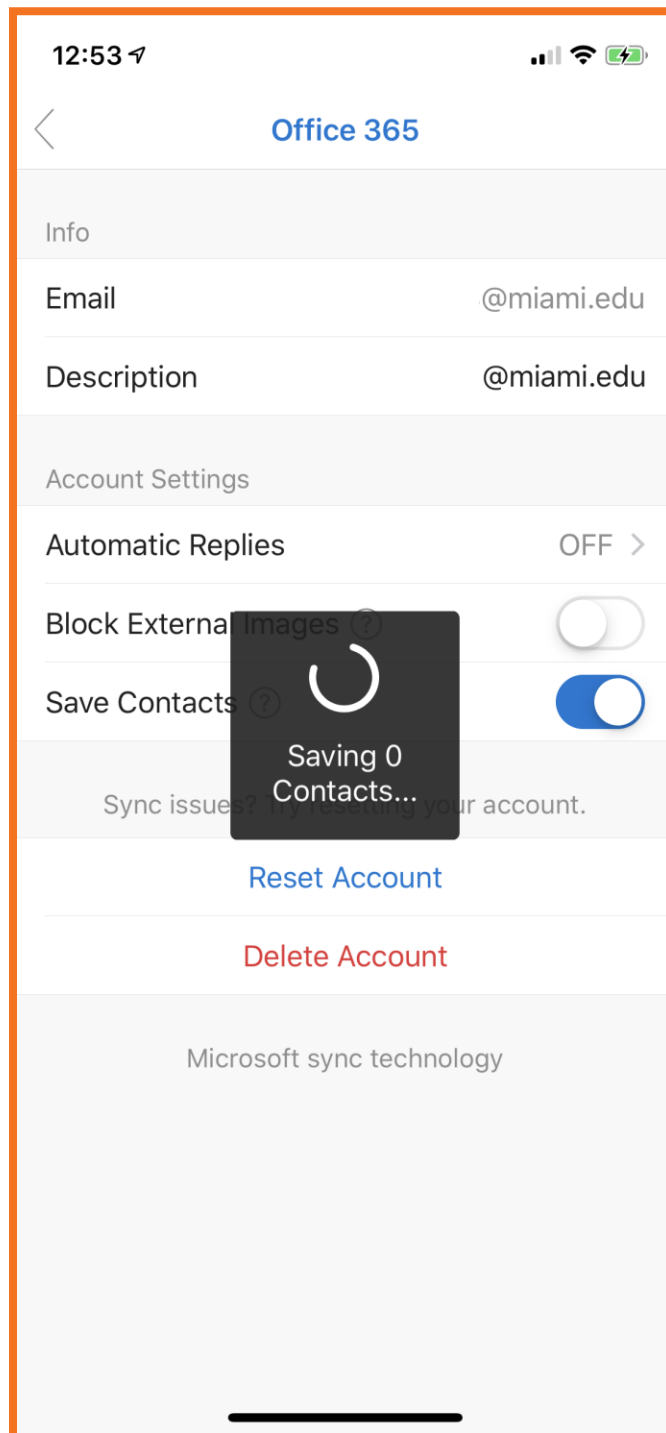 12:53
Office 365
Info
Email @miami.edu
Description @miami.edu
Account Settings
Automatic Replies OFF
Block External Images ?
Save Contacts ?
Saving 0
Contacts...
Sync issues? Try resetting your account.
Reset Account
Delete Account
Microsoft sync technology